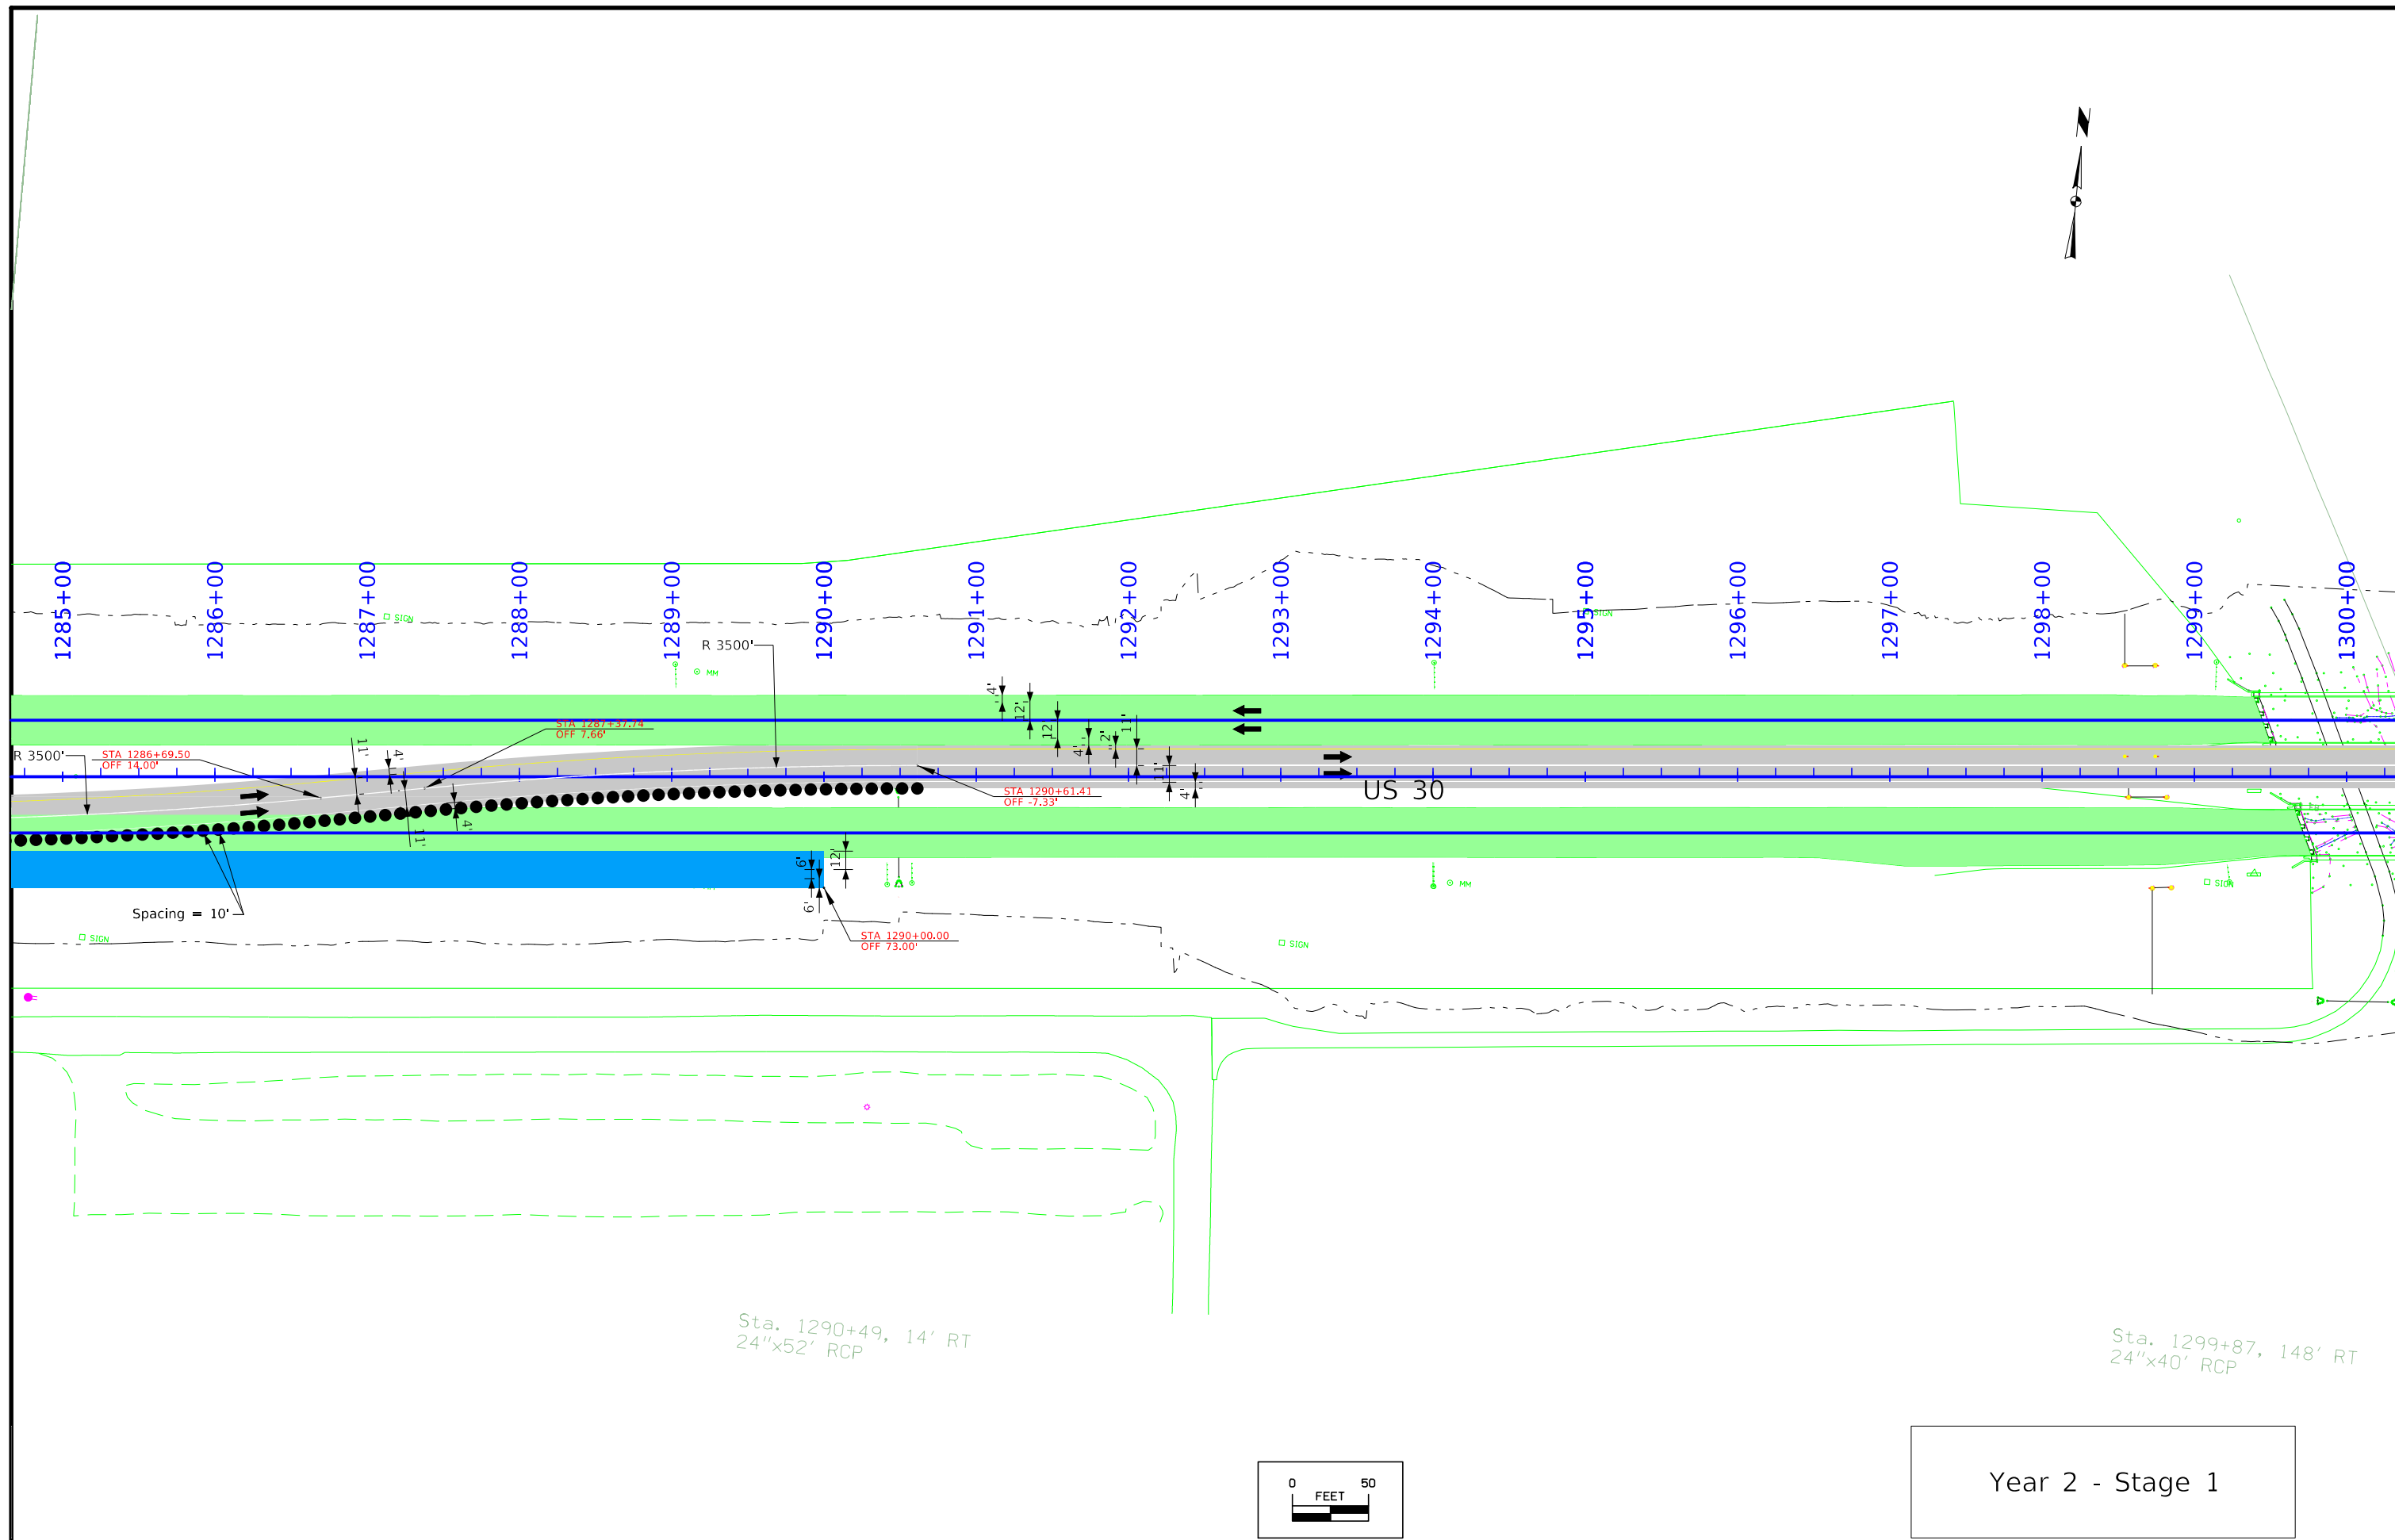 N
1285+00
1286+00
1287+00
1288+00
1289+00
1290+00
1291+00
1292+00
1293+00
1294+00
1295+00
1296+00
1297+00
1298+00
1299+00
1300+00
SIGN
SIGN
R 3500'
MM
4'
12'
12'
4'
2'
11'
11'
4'
STA 1287+37.74
OFF 7.66'
R 3500'
STA 1286+69.50
OFF 14.00'
11'
4'
4'
11'
STA 1290+61.41
OFF -7.33'
US 30
6'
12'
6'
MM
SIGN
Spacing = 10'
STA 1290+00.00
OFF 73.00'
SIGN
SIGN
Sta. 1290+49, 14' RT
24"x52' RCP
Sta. 1299+87, 148' RT
24"x40' RCP
0 50
FEET
Year 2 - Stage 1